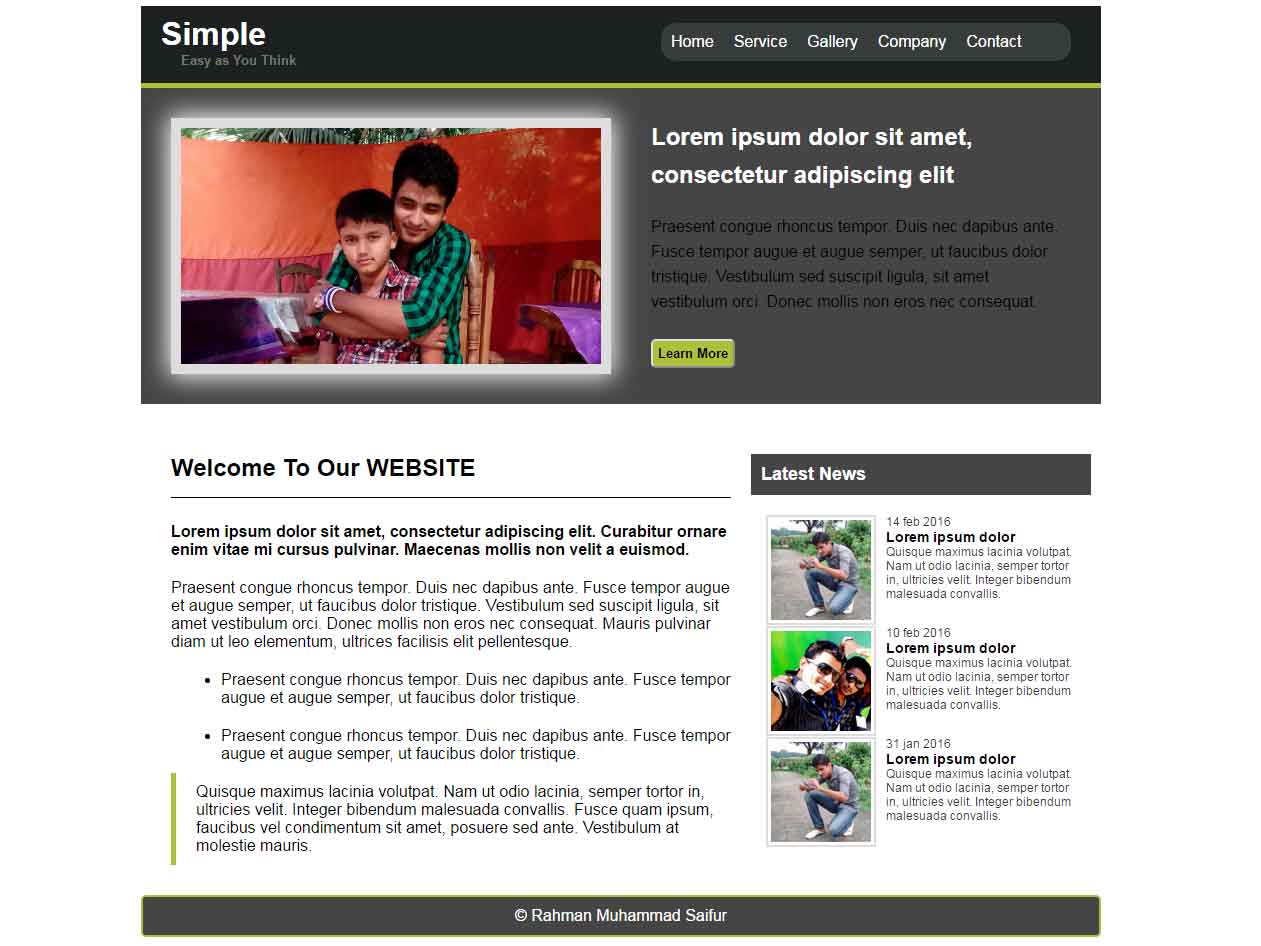 Simple
Easy as You Think
Home Service Gallery Company Contact
Lorem ipsum dolor sit amet,
consectetur adipiscing elit
Praesent congue rhoncus tempor. Duis nec dapibus ante.
Fusce tempor augue et augue semper, ut faucibus dolor
tristique. Vestibulum sed suscipit ligula, sit amet
vestibulum orci. Donec mollis non eros nec consequat.
Learn More
Welcome To Our WEBSITE
Lorem ipsum dolor sit amet, consectetur adipiscing elit. Curabitur ornare
enim vitae mi cursus pulvinar. Maecenas mollis non velit a euismod.
Praesent congue rhoncus tempor. Duis nec dapibus ante. Fusce tempor augue
et augue semper, ut faucibus dolor tristique. Vestibulum sed suscipit ligula, sit
amet vestibulum orci. Donec mollis non eros nec consequat. Mauris pulvinar
diam ut leo elementum, ultrices facilisis elit pellentesque.
• Praesent congue rhoncus tempor. Duis nec dapibus ante. Fusce tempor
augue et augue semper, ut faucibus dolor tristique.
• Praesent congue rhoncus tempor. Duis nec dapibus ante. Fusce tempor
augue et augue semper, ut faucibus dolor tristique.
Quisque maximus lacinia volutpat. Nam ut odio lacinia, semper tortor in,
ultricies velit. Integer bibendum malesuada convallis. Fusce quam ipsum,
faucibus vel condimentum sit amet, posuere sed ante. Vestibulum at
molestie mauris.
Latest News
14 feb 2016
Lorem ipsum dolor
Quisque maximus lacinia volutpat.
Nam ut odio lacinia, semper tortor
in, ultricies velit. Integer bibendum
malesuada convallis.
10 feb 2016
Lorem ipsum dolor
Quisque maximus lacinia volutpat.
Nam ut odio lacinia, semper tortor
in, ultricies velit. Integer bibendum
malesuada convallis.
31 jan 2016
Lorem ipsum dolor
Quisque maximus lacinia volutpat.
Nam ut odio lacinia, semper tortor
in, ultricies velit. Integer bibendum
malesuada convallis.
© Rahman Muhammad Saifur